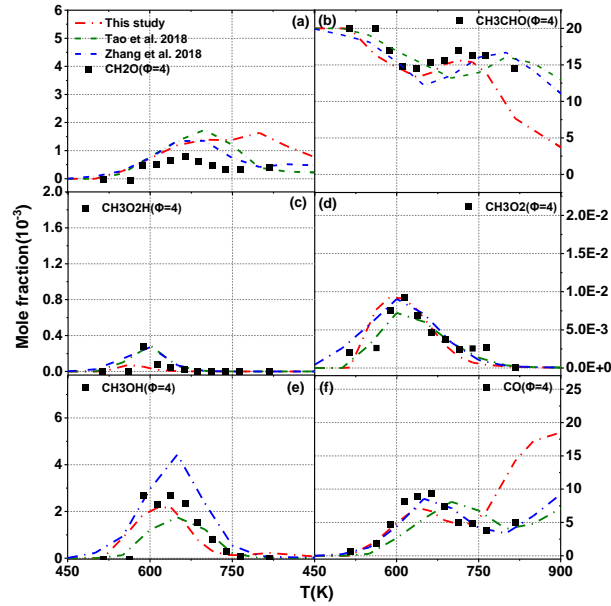 This study
Tao et al. 2018
Zhang et al. 2018
CH2O(Φ=4)
(a)
6
5
4
3
2
1
0
(b)
CH3CHO(Φ=4)
20
15
10
5
0
2.0
1.6
1.2
0.8
0.4
0.0
CH3O2H(Φ=4)
(c)
(d)
CH3O2(Φ=4)
2.0E-2
1.5E-2
1.0E-2
5.0E-3
0.0E+0
Mole fraction(10⁻³)
CH3OH(Φ=4)
(e)
6
4
2
0
(f)
CO(Φ=4)
25
20
15
10
5
0
450 600 750 450 600 750 900
T(K)